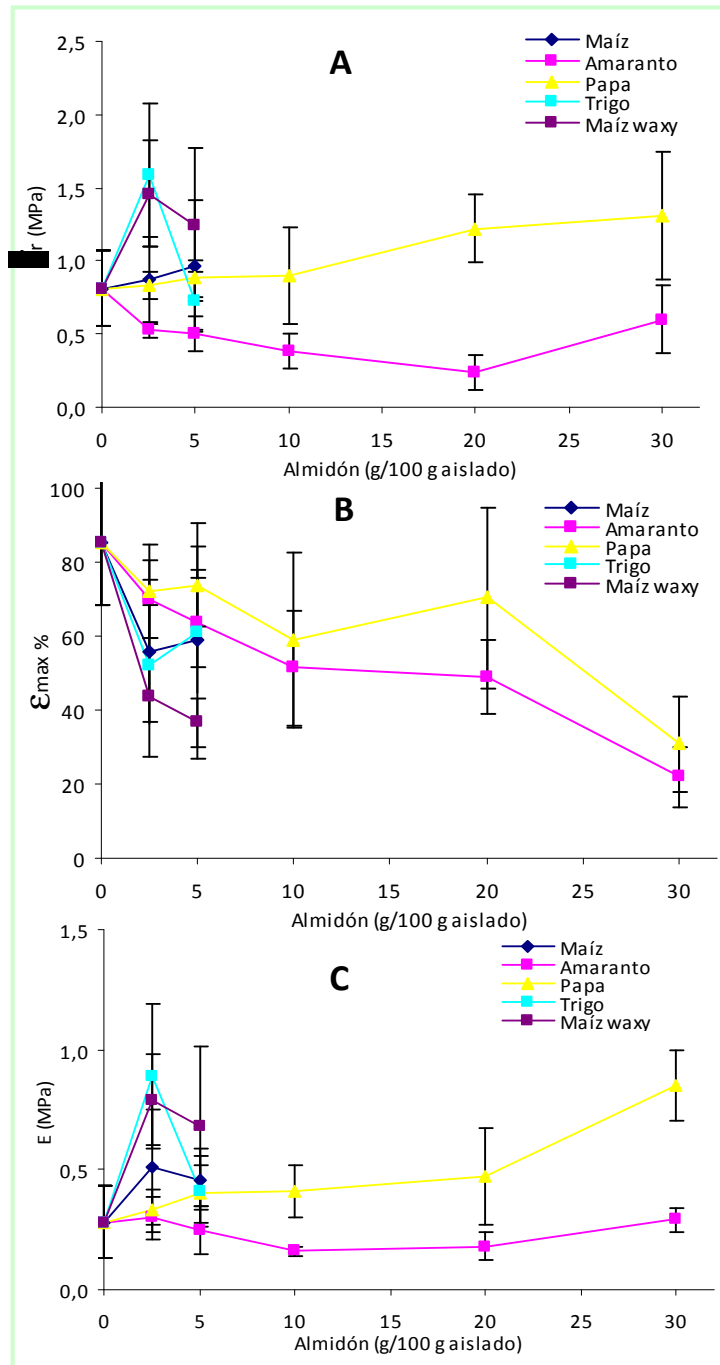 A
2,5
2,0
1,5
1,0
0,5
0,0
r (MPa)
Maíz
Amaranto
Papa
Trigo
Maíz waxy
0 5 10 15 20 25 30
Almidón (g/100 g aislado)
B
100
80
60
40
20
0
εmax %
Maíz
Amaranto
Papa
Trigo
Maíz waxy
0 5 10 15 20 25 30
Almidón (g/100 g aislado)
C
1,5
1,0
0,5
0,0
E (MPa)
Maíz
Amaranto
Papa
Trigo
Maíz waxy
0 5 10 15 20 25 30
Almidón (g/100 g aislado)